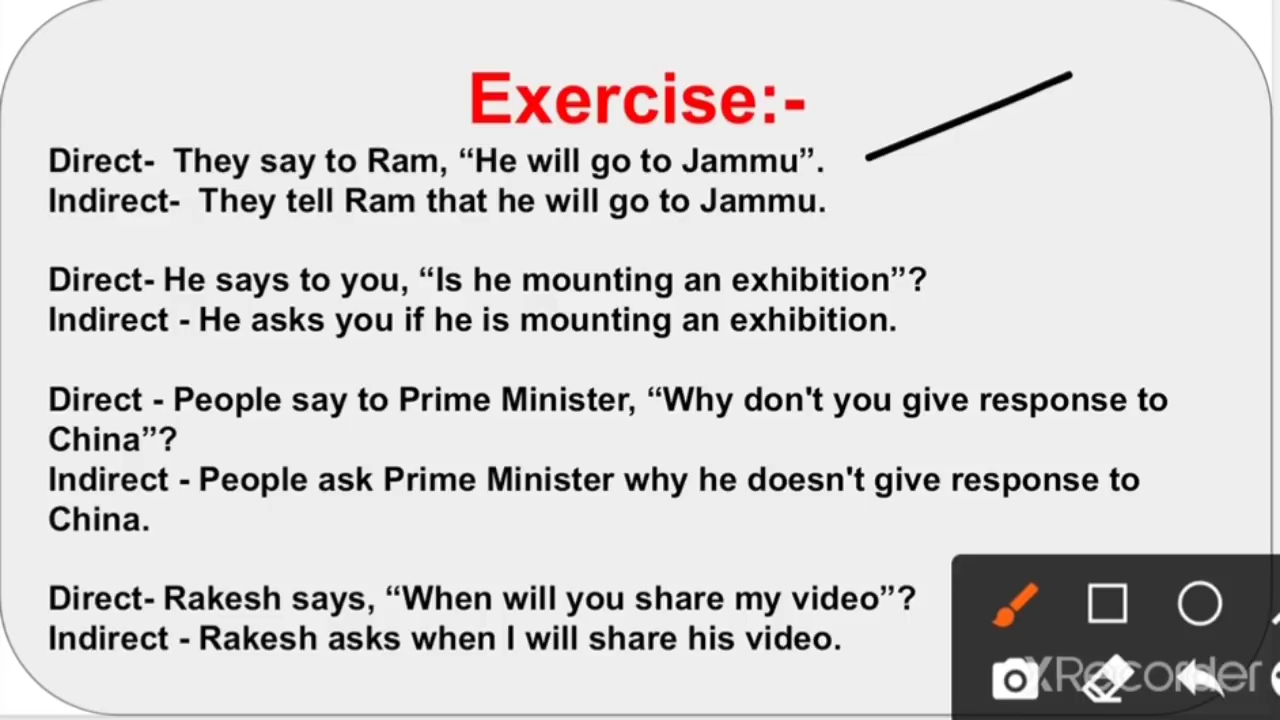 Exercise:-
Direct-  They say to Ram, “He will go to Jammu”.
Indirect-  They tell Ram that he will go to Jammu.
Direct- He says to you, “Is he mounting an exhibition”?
Indirect - He asks you if he is mounting an exhibition.
Direct - People say to Prime Minister, “Why don't you give response to
China”?
Indirect - People ask Prime Minister why he doesn't give response to
China.
Direct- Rakesh says, “When will you share my video”?
Indirect - Rakesh asks when I will share his video.
XRecorder